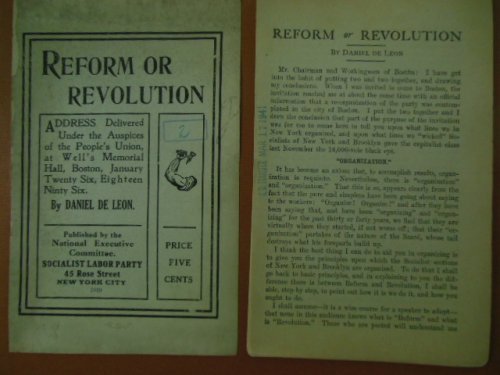 REFORM OR
REVOLUTION
ADDRESS Delivered
Under the Auspices
of the People's Union,
at Well's Memorial
Hall, Boston, January
Twenty Six, Eighteen
Ninety Six.
By DANIEL DE LEON.
2
Published by the
National Executive
Committee.
SOCIALIST LABOR PARTY
45 Rose Street
NEW YORK CITY
PRICE
FIVE
CENTS
REFORM or REVOLUTION
BY DANIEL DE LEON
Mr. Chairman and Workingmen of Boston: I have got
into the habit of putting two and two together, and drawing
my conclusions. When I was invited to come to Boston, the
invitation reached me at about the same time with an official
information that a re-organization of the party was contem-
plated in the city of Boston. I put the two together and I
drew the conclusion that part of the purpose of the invitation
was for me to come here to tell you upon what lines we in
New York organized, and upon what lines we "wicked" So-
cialists of New York and Brooklyn gave the capitalist class
last November the 16,000-vote black eye.
"ORGANIZATION."
It has become an axiom that, to accomplish results, organi-
zation is requisite. Nevertheless, there is "organization"
and "organization." That this is so, appears clearly from the
fact that the pure and simplers have been going about saying
to the workers: "Organize! Organize!" and after they have
been saying that, and have been "organizing" and "organ-
izing" for the past thirty or forty years, we find that they are
virtually where they started, if not worse off; that their "or-
ganization" partakes of the nature of the lizard, whose tail
destroys what his foreparts build up.
I think the best thing I can do to aid you in organizing is
to give you the principles upon which the Socialist sections
of New York and Brooklyn are organized. To do that I shall
go back to basic principles, and in explaining to you the dif-
ference there is between Reform and Revolution, I shall be
able, step by step, to point out how it is we do it, and how you
ought to do.
I shall assume—it is a wise course for a speaker to adopt—
that none in this audience knows what is "Reform" and what
is "Revolution." Those who are posted will understand me